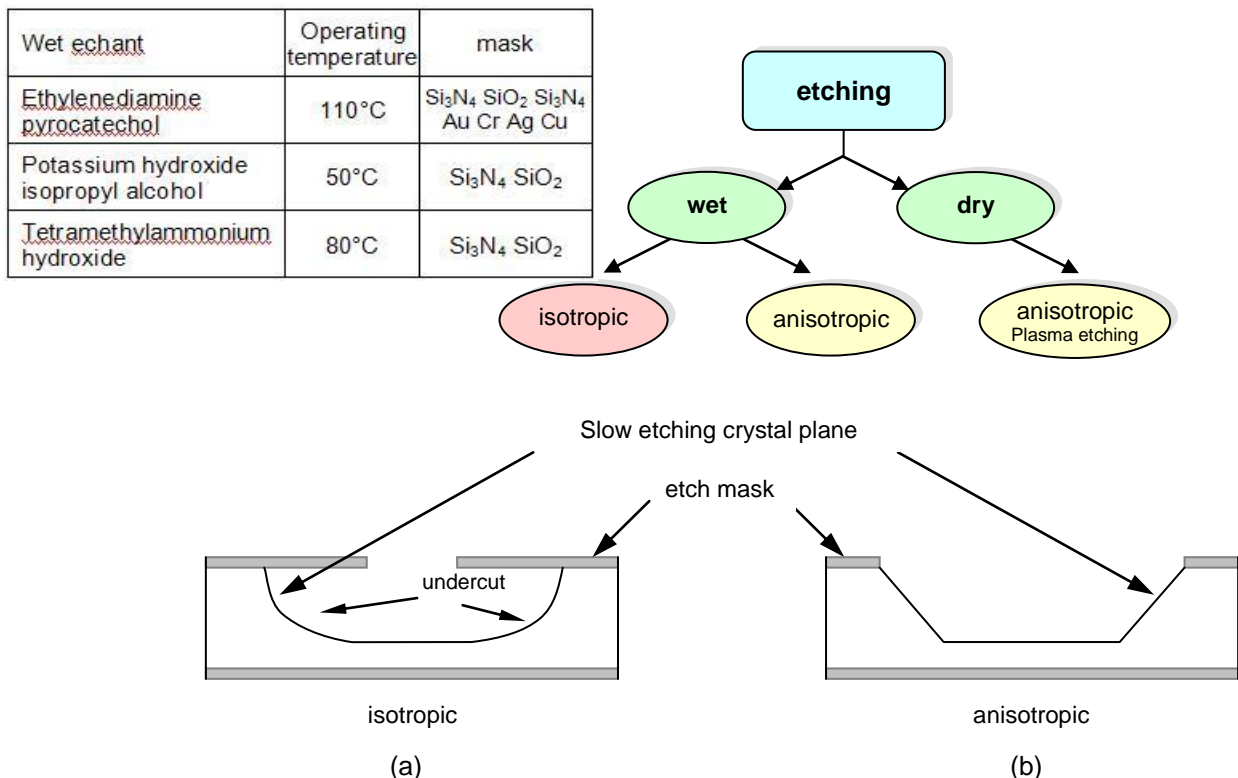 Wet echant
Operating
temperature
mask
Ethylenediamine
pyrocatechol
110°C
Si₃N₄ SiO₂ Si₃N₄
Au Cr Ag Cu
Potassium hydroxide
isopropyl alcohol
50°C
Si₃N₄ SiO₂
Tetramethylammonium
hydroxide
80°C
Si₃N₄ SiO₂
etching
wet
dry
isotropic
anisotropic
anisotropic
Plasma etching
Slow etching crystal plane
etch mask
undercut
isotropic
anisotropic
(a)
(b)